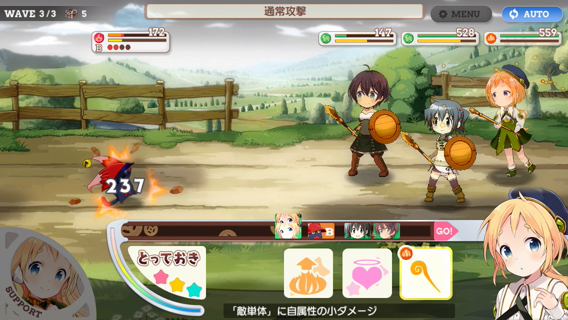 WAVE 3/3 5
通常攻撃
MENU
AUTO
172
147
528
559
237
B
GO!
とっておき
SUPPORT
「敵単体」に自属性の小ダメージ